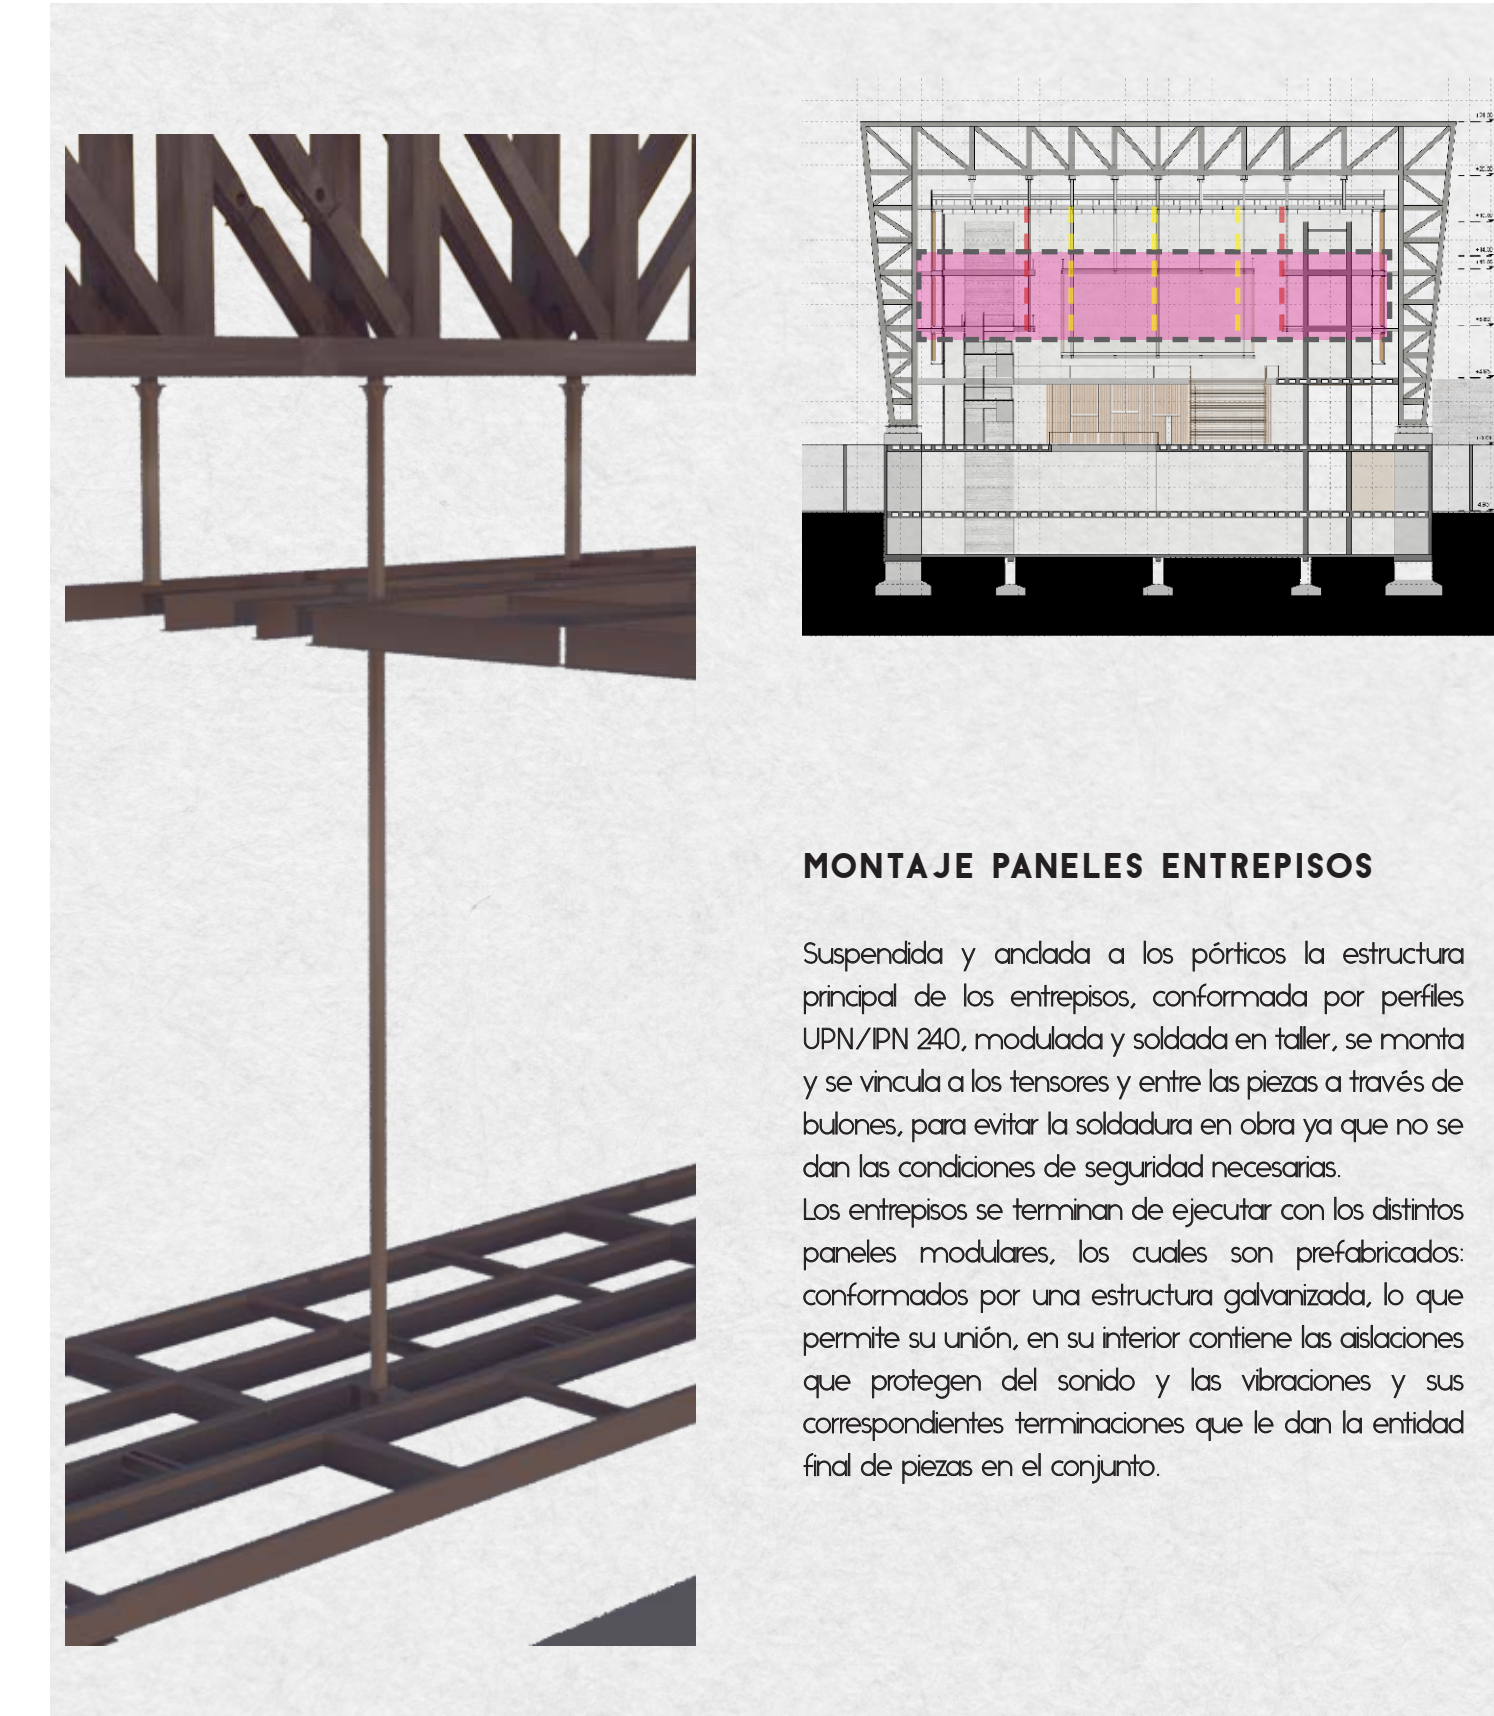 MONTAJE PANELES ENTREPISOS
Suspendida y anclada a los pórticos la estructura
principal de los entrepisos, conformada por perfiles
UPN/IPN 240, modulada y soldada en taller, se monta
y se vincula a los tensores y entre las piezas a través de
bulones, para evitar la soldadura en obra ya que no se
dan las condiciones de seguridad necesarias.
Los entrepisos se terminan de ejecutar con los distintos
paneles modulares, los cuales son prefabricados:
conformados por una estructura galvanizada, lo que
permite su unión, en su interior contiene las aislaciones
que protegen del sonido y las vibraciones y sus
correspondientes terminaciones que le dan la entidad
final de piezas en el conjunto.